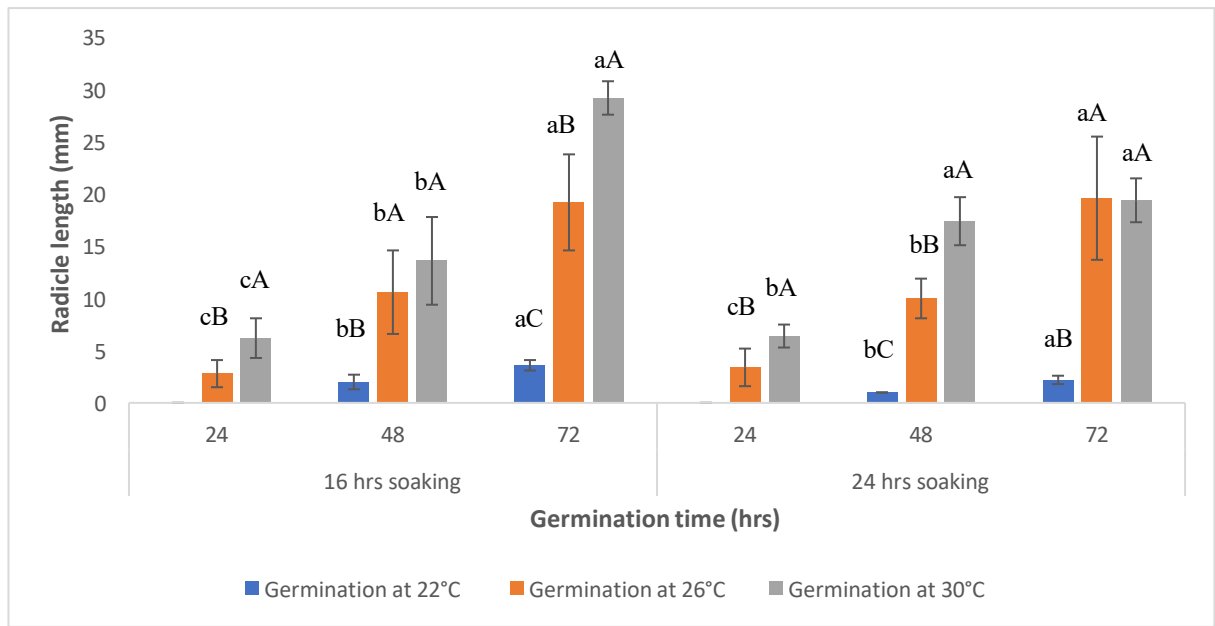 35
30
25
20
15
10
5
0
Radicle length (mm)
cB
cA
bB
bA
bA
aC
aB
aA
cB
bA
bC
bB
aA
aB
aA
aA
24
48
72
24
48
72
16 hrs soaking
24 hrs soaking
Germination time (hrs)
Germination at 22°C
Germination at 26°C
Germination at 30°C